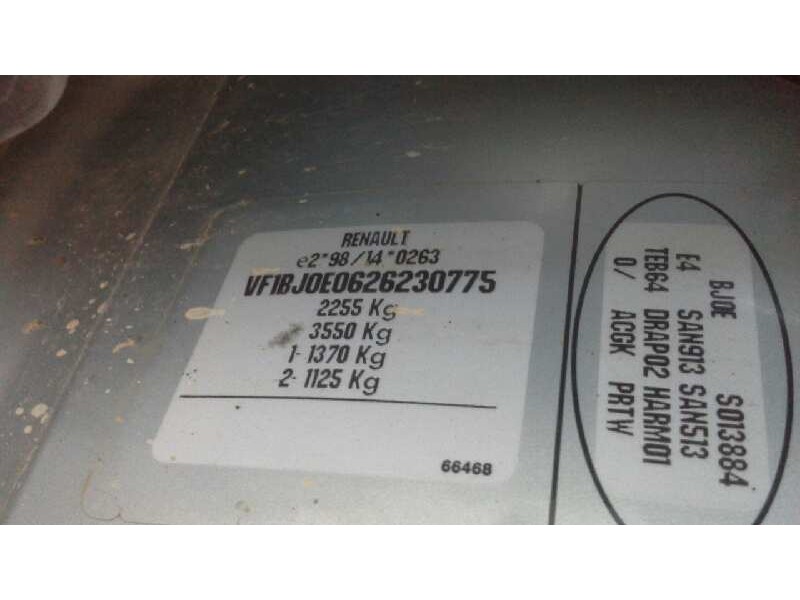 RENAULT
e2*98/14*0263
VF1BJ0E0626230775
2255 Kg
3550 Kg
1- 1370 Kg
2- 1125 Kg
66468
BJOE S013884
E4 SAN913 SAN513
TEB64 DRAP02 HARM01
0/ ACGK PRTW